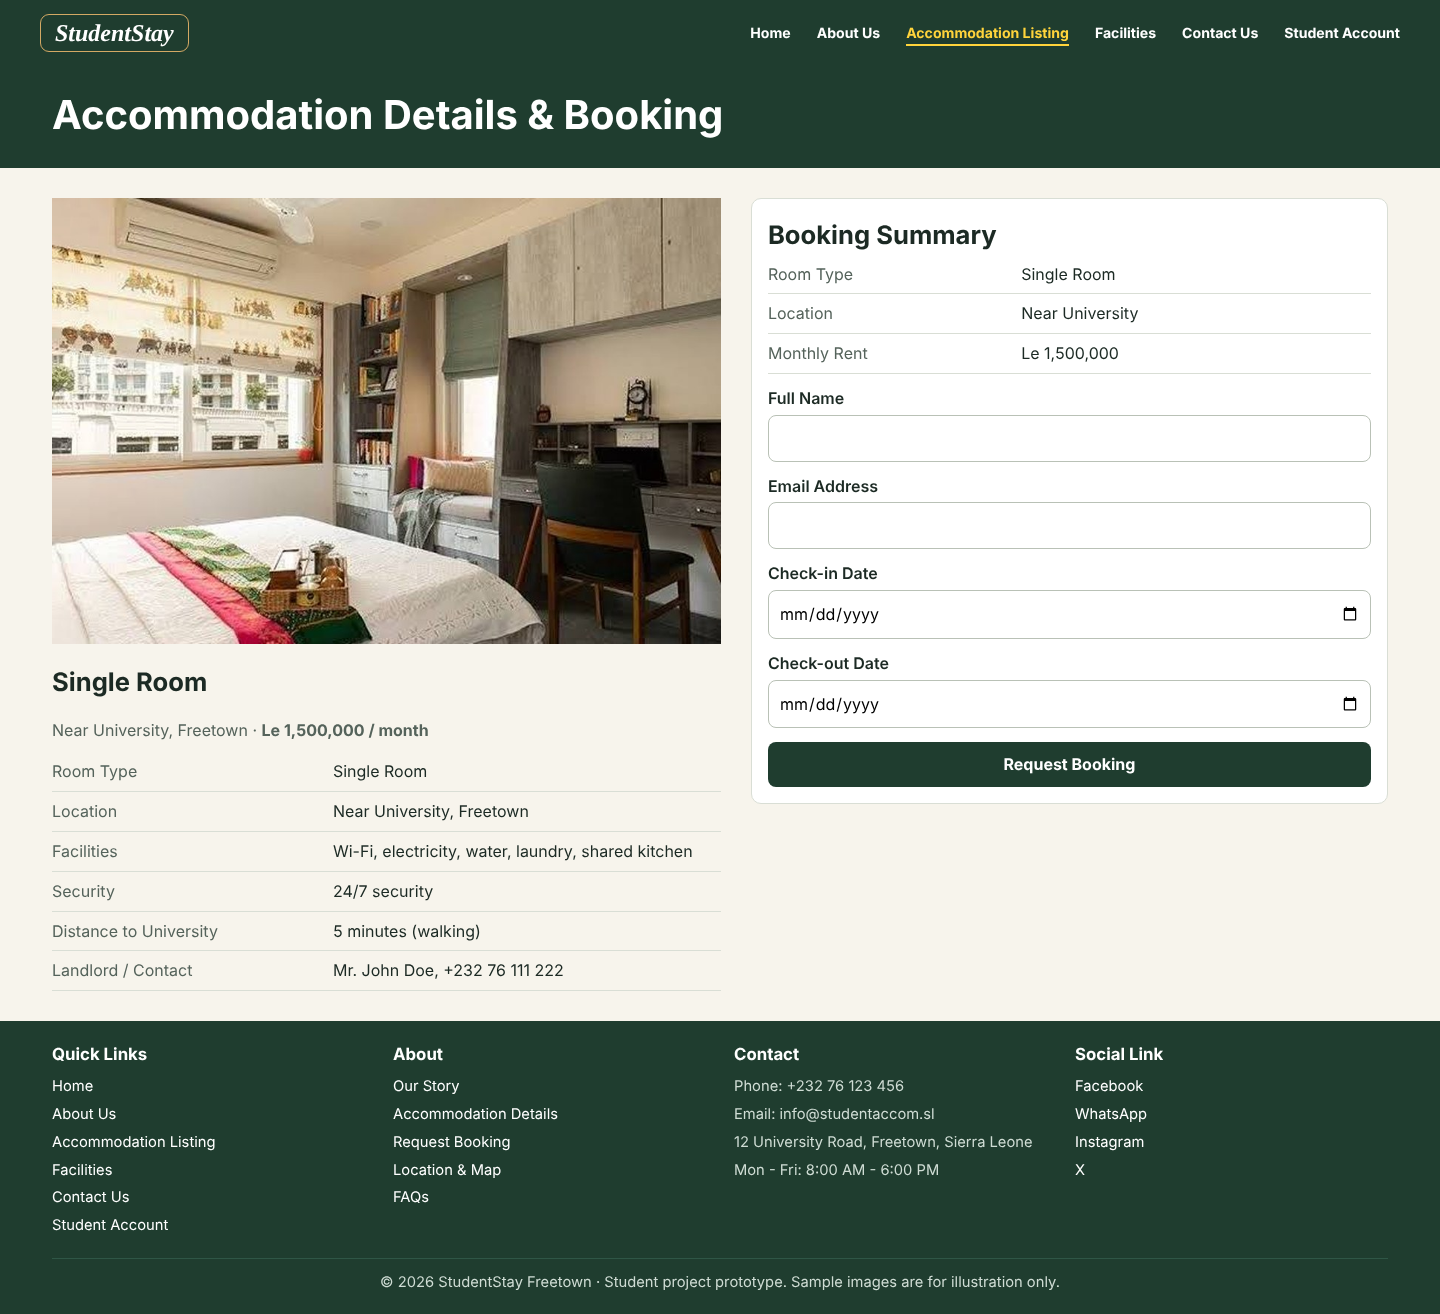 StudentStay
Home
About Us
Accommodation Listing
Facilities
Contact Us
Student Account
Accommodation Details & Booking
Single Room
Near University, Freetown · Le 1,500,000 / month
Room Type Single Room
Location Near University, Freetown
Facilities Wi-Fi, electricity, water, laundry, shared kitchen
Security 24/7 security
Distance to University 5 minutes (walking)
Landlord / Contact Mr. John Doe, +232 76 111 222
Booking Summary
Room Type Single Room
Location Near University
Monthly Rent Le 1,500,000
Full Name
Email Address
Check-in Date
mm/dd/yyyy
Check-out Date
mm/dd/yyyy
Request Booking
Quick Links
Home
About Us
Accommodation Listing
Facilities
Contact Us
Student Account
About
Our Story
Accommodation Details
Request Booking
Location & Map
FAQs
Contact
Phone: +232 76 123 456
Email: info@studentaccom.sl
12 University Road, Freetown, Sierra Leone
Mon - Fri: 8:00 AM - 6:00 PM
Social Link
Facebook
WhatsApp
Instagram
X
© 2026 StudentStay Freetown · Student project prototype. Sample images are for illustration only.